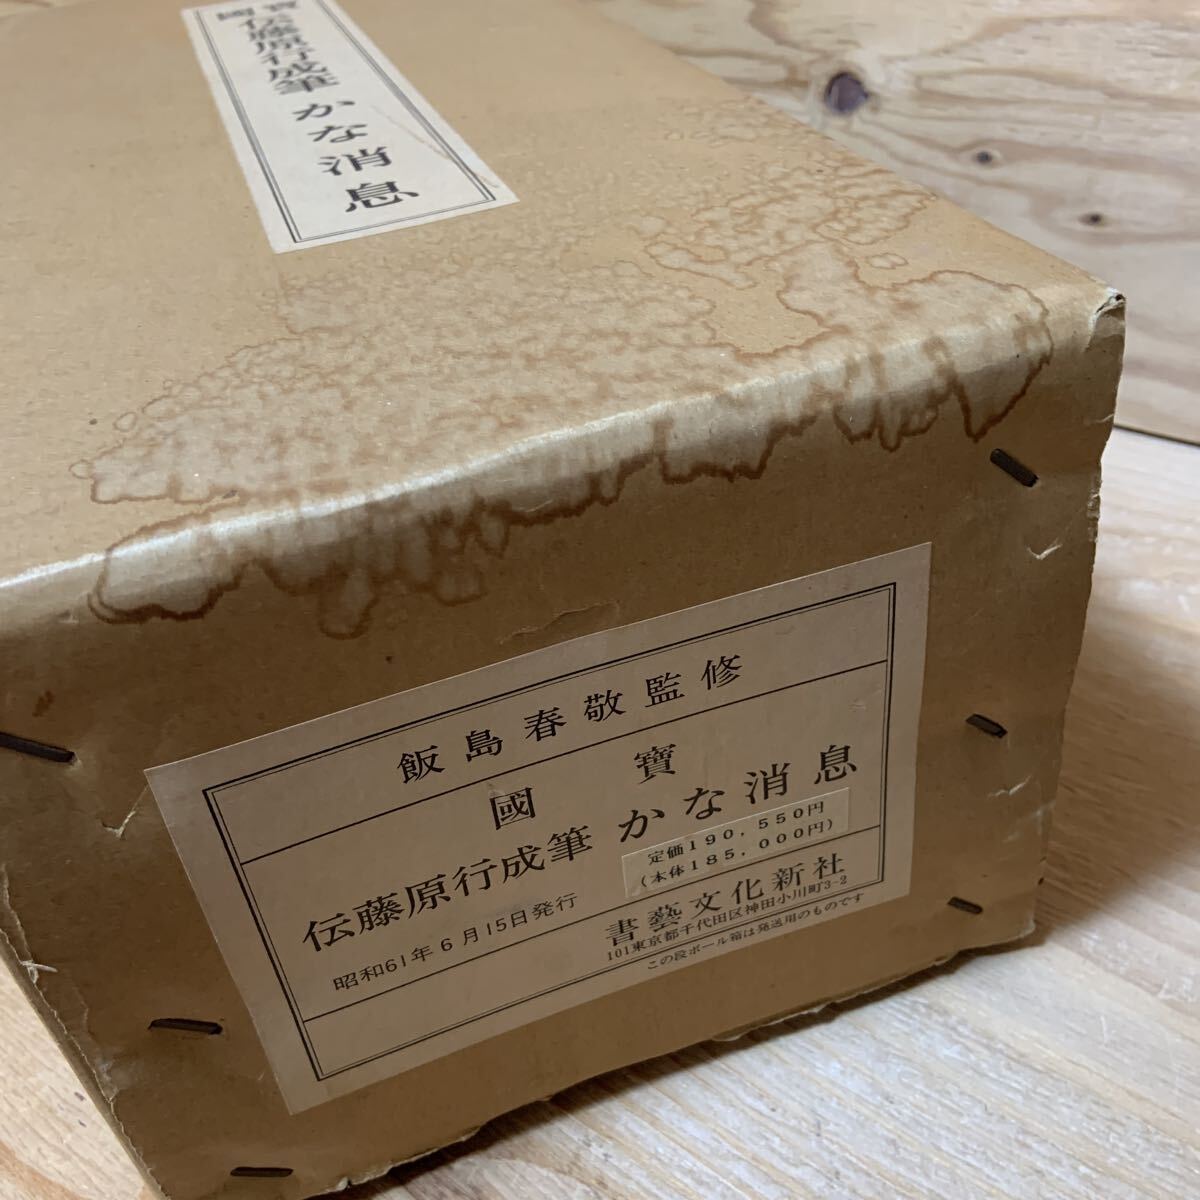 國寶
伝藤原行成筆 かな消息
飯島春敬監修
國寶
伝藤原行成筆 かな消息
定価190,550円
(本体185,000円)
昭和61年6月15日発行
書藝文化新社
101東京都千代田区神田小川町3-2
この段ボール箱は発送用のものです